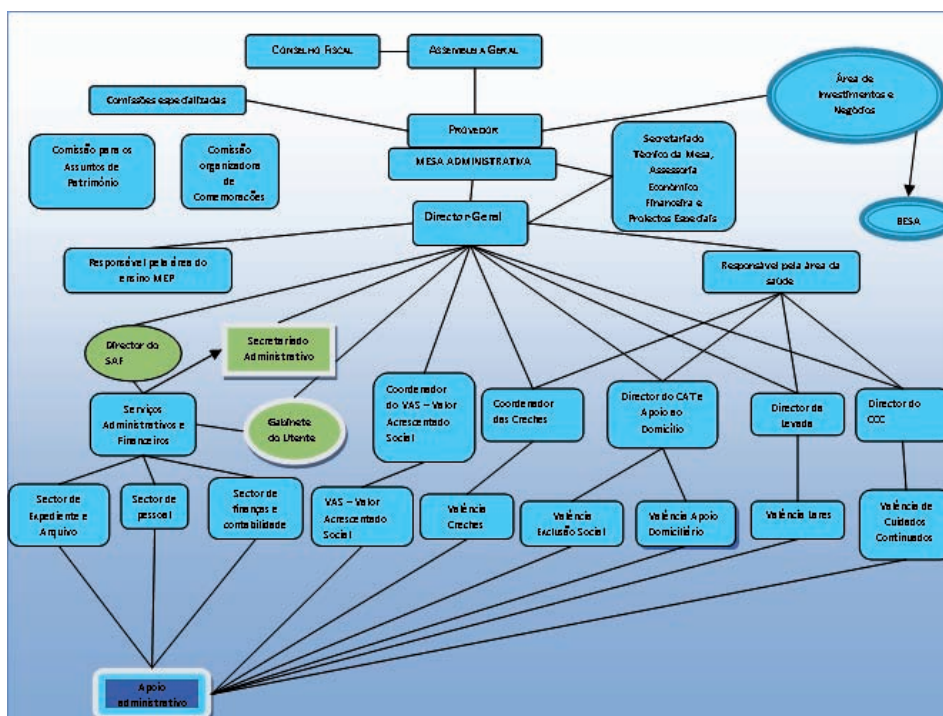 CONSELHO FISCAL
ASSEMBLEIA GERAL
Área de
Investimentos e
Negócios
Comissões especializadas
PROVEDOR
Comissão para os
Assuntos de
Património
Comissão
organizadora
de
Comemorações
MESA ADMINISTRATIVA
Secretariado
Técnico da Mesa,
Assessoria
Económico
Financeira e
Projectos Especiais
Director-Geral
BESA
Responsável pela área do
ensino MEP
Responsável pela área da
saúde
Director do
SAF
Secretariado
Administrativo
Serviços
Administrativos e
Financeiros
Gabinete
do Utente
Coordenador
do VAS – Valor
Acrescentado
Social
Coordenador
das Creches
Director do CAT e
Apoio ao
Domicílio
Director da
Levada
Director do
CCC
Sector de
Expediente e
Arquivo
Sector de
pessoal
Sector de
finanças e
contabilidade
VAS – Valor
Acrescentado
Social
Valência
Creches
Valência
Exclusão Social
Valência Apoio
Domiciliário
Valência Lares
Valência de
Cuidados
Continuados
Apoio
administrativo